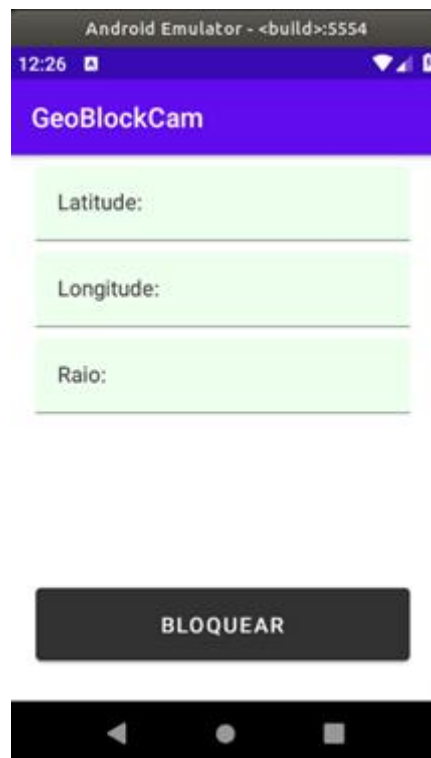 Android Emulator - <build>:5554
12:26
GeoBlockCam
Latitude:
Longitude:
Raio:
BLOQUEAR